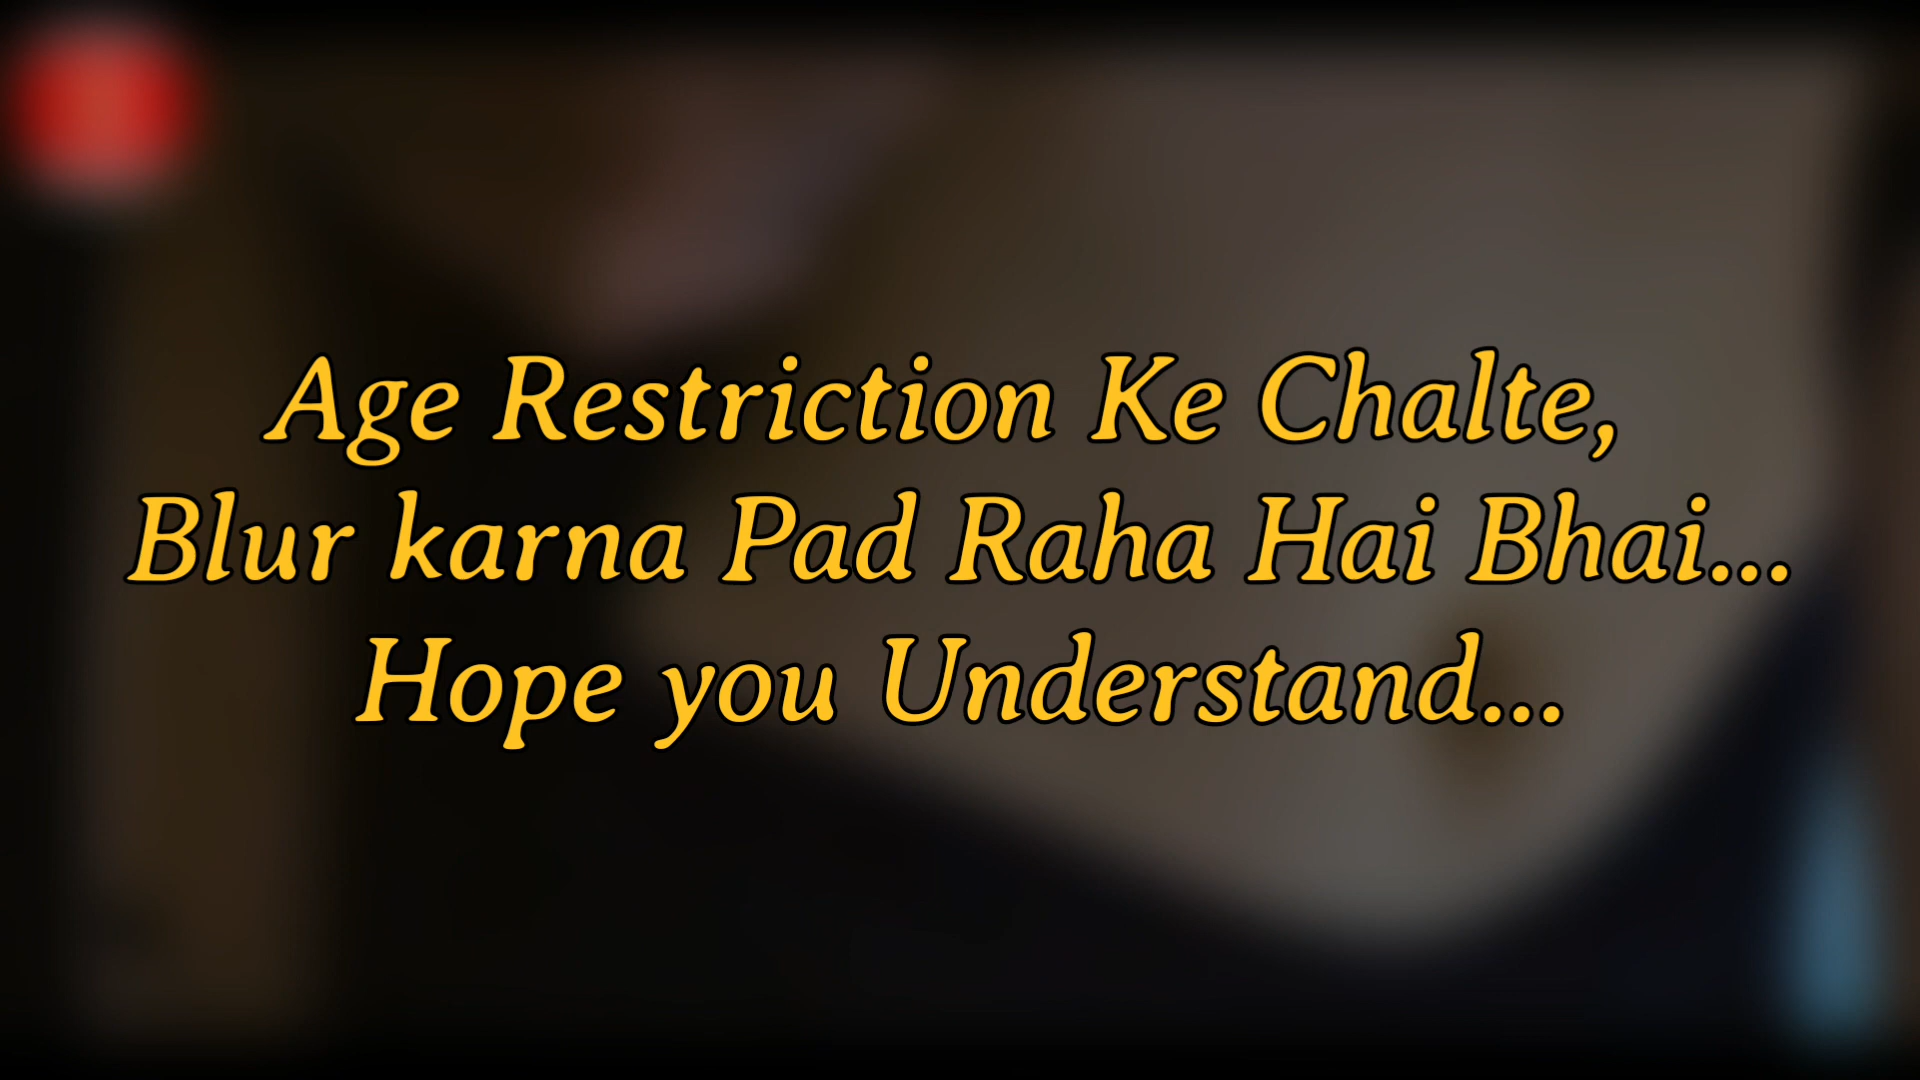 Age Restriction Ke Chalte,
Blur karna Pad Raha Hai Bhai...
Hope you Understand...